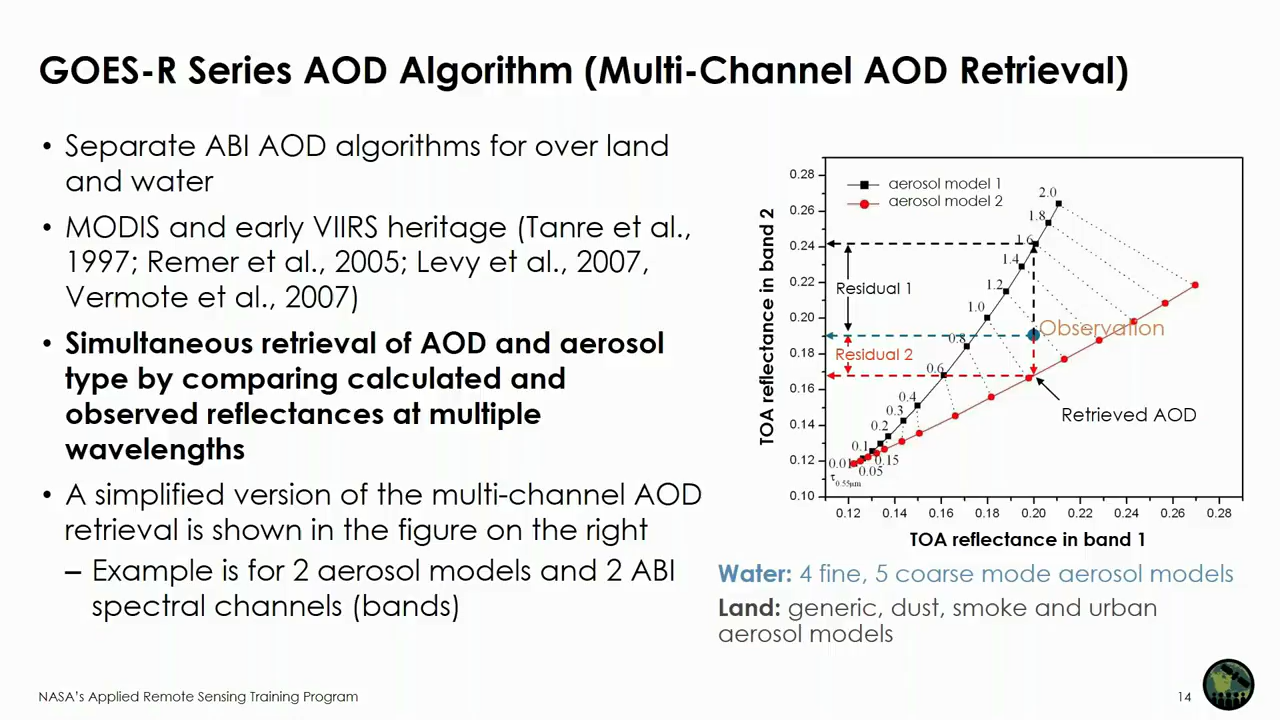 GOES-R Series AOD Algorithm (Multi-Channel AOD Retrieval)
• Separate ABI AOD algorithms for over land
and water
• MODIS and early VIIRS heritage (Tanre et al.,
1997; Remer et al., 2005; Levy et al., 2007,
Vermote et al., 2007)
• Simultaneous retrieval of AOD and aerosol
type by comparing calculated and
observed reflectances at multiple
wavelengths
• A simplified version of the multi-channel AOD
retrieval is shown in the figure on the right
– Example is for 2 aerosol models and 2 ABI
spectral channels (bands)
TOA reflectance in band 2
0.28
0.26
0.24
0.22
0.20
0.18
0.16
0.14
0.12
0.10
aerosol model 1
aerosol model 2
2.0
1.8
1.6
1.4
1.2
1.0
0.8
0.6
0.4
0.3
0.2
0.1
0.15
0.01
0.05
τ0.55μm
Residual 1
Observation
Residual 2
Retrieved AOD
0.12 0.14 0.16 0.18 0.20 0.22 0.24 0.26 0.28
TOA reflectance in band 1
Water: 4 fine, 5 coarse mode aerosol models
Land: generic, dust, smoke and urban
aerosol models
NASA's Applied Remote Sensing Training Program
14